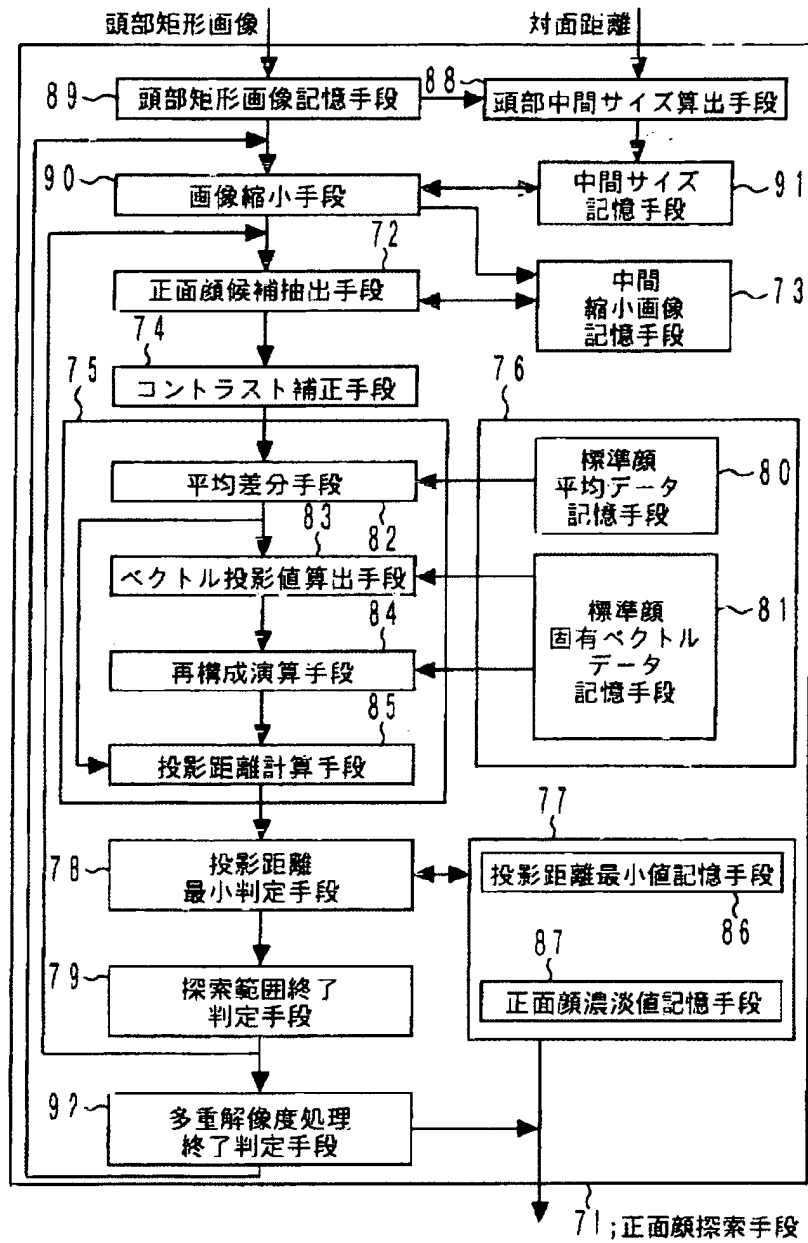 頭部矩形画像
対面距離
89
頭部矩形画像記憶手段
88
頭部中間サイズ算出手段
90
画像縮小手段
中間サイズ
記憶手段
91
72
正面顔候補抽出手段
中間
縮小画像
記憶手段
73
74
コントラスト補正手段
75
76
平均差分手段
82
標準顔
平均データ
記憶手段
80
83
ベクトル投影値算出手段
84
再構成演算手段
標準顔
固有ベクトル
データ
記憶手段
81
85
投影距離計算手段
77
78
投影距離
最小判定手段
投影距離最小値記憶手段
86
79
探索範囲終了
判定手段
87
正面顔濃淡値記憶手段
92
多重解像度処理
終了判定手段
71;正面顔探索手段